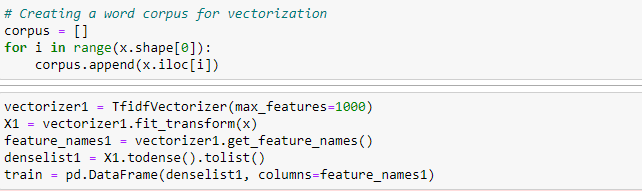 # Creating a word corpus for vectorization
corpus = []
for i in range(x.shape[0]):
    corpus.append(x.iloc[i])
vectorizer1 = TfidfVectorizer(max_features=1000)
X1 = vectorizer1.fit_transform(x)
feature_names1 = vectorizer1.get_feature_names()
denselist1 = X1.todense().tolist()
train = pd.DataFrame(denselist1, columns=feature_names1)